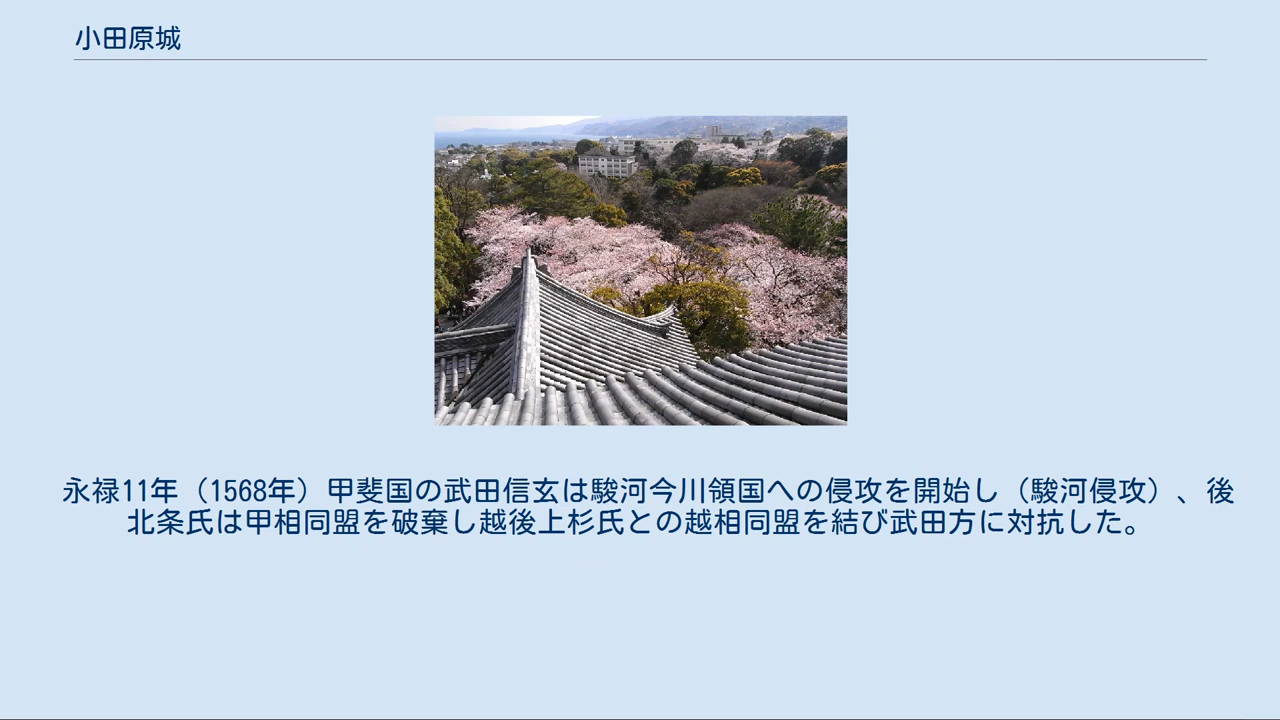 小田原城
永禄11年（1568年）甲斐国の武田信玄は駿河今川領国への侵攻を開始し（駿河侵攻）、後
北条氏は甲相同盟を破棄し越後上杉氏との越相同盟を結び武田方に対抗した。